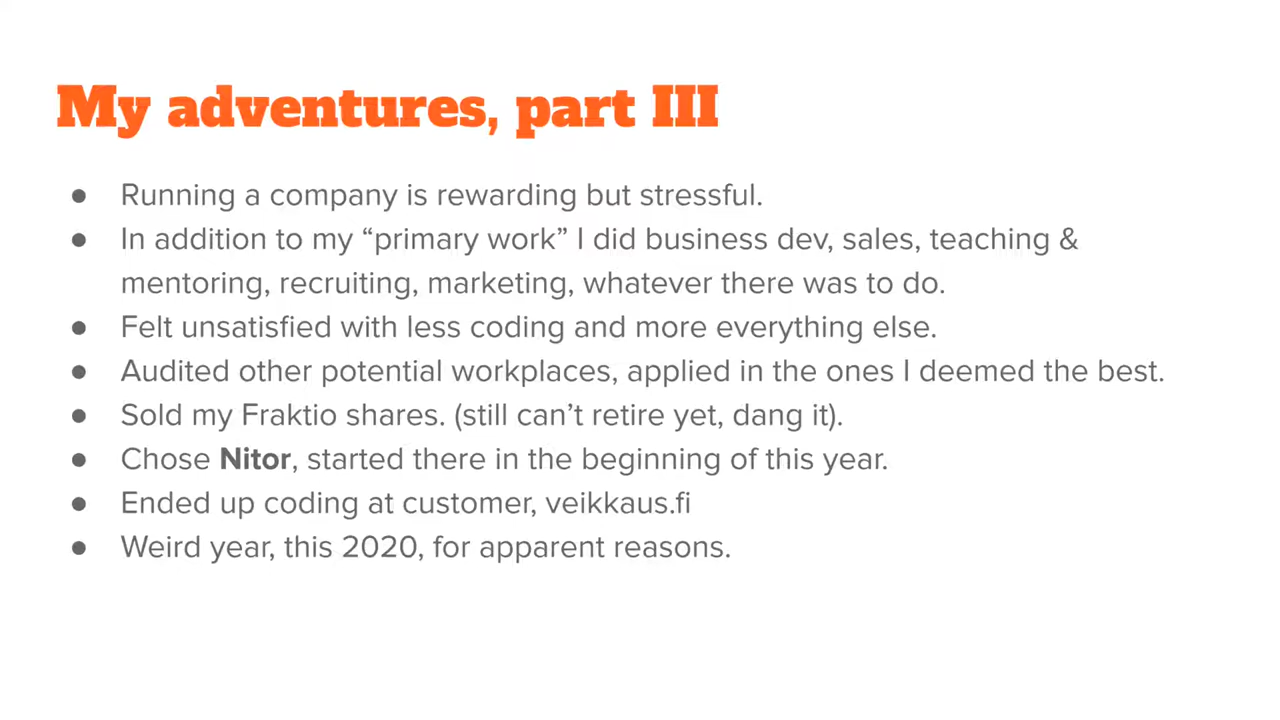 My adventures, part III
● Running a company is rewarding but stressful.
● In addition to my “primary work” I did business dev, sales, teaching &
mentoring, recruiting, marketing, whatever there was to do.
● Felt unsatisfied with less coding and more everything else.
● Audited other potential workplaces, applied in the ones I deemed the best.
● Sold my Fraktio shares. (still can’t retire yet, dang it).
● Chose Nitor, started there in the beginning of this year.
● Ended up coding at customer, veikkaus.fi
● Weird year, this 2020, for apparent reasons.